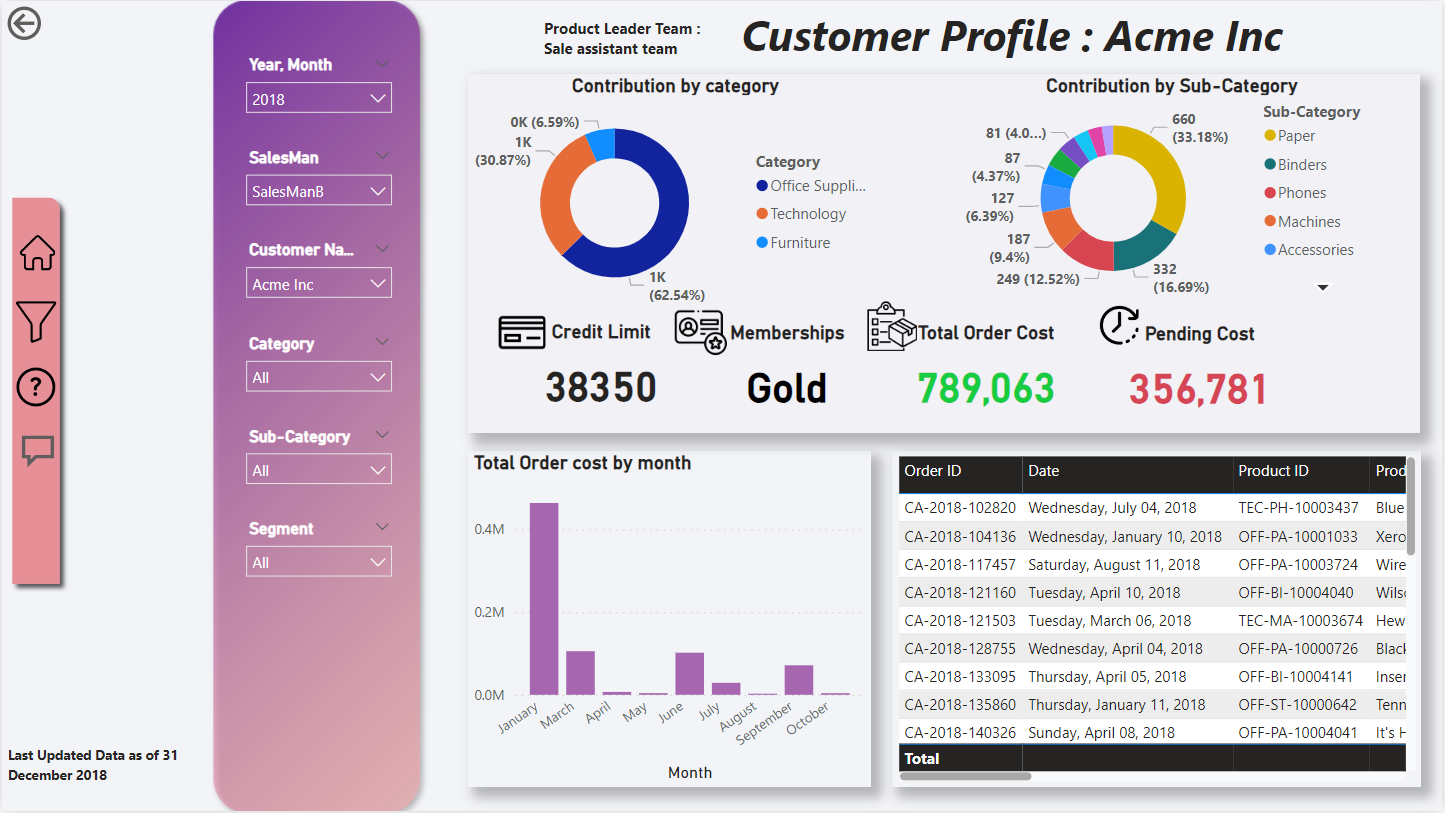 Product Leader Team :
Sale assistant team
Customer Profile : Acme Inc
Year, Month
2018
SalesMan
SalesManB
Customer Na...
Acme Inc
Category
All
Sub-Category
All
Segment
All
Last Updated Data as of 31
December 2018
Contribution by category
0K (6.59%)
1K
(30.87%)
1K
(62.54%)
Category
Office Suppli...
Technology
Furniture
Contribution by Sub-Category
660
(33.18%)
332
(16.69%)
249 (12.52%)
187
(9.4%)
127
(6.39%)
87
(4.37%)
81 (4.0...)
Sub-Category
Paper
Binders
Phones
Machines
Accessories
Credit Limit
38350
Memberships
Gold
Total Order Cost
789,063
Pending Cost
356,781
Total Order cost by month
0.4M
0.2M
0.0M
January
March
April
May
June
July
August
September
October
Month
Order ID Date Product ID Prod
CA-2018-102820 Wednesday, July 04, 2018 TEC-PH-10003437 Blue
CA-2018-104136 Wednesday, January 10, 2018 OFF-PA-10001033 Xero
CA-2018-117457 Saturday, August 11, 2018 OFF-PA-10003724 Wire
CA-2018-121160 Tuesday, April 10, 2018 OFF-BI-10004040 Wils
CA-2018-121503 Tuesday, March 06, 2018 TEC-MA-10003674 Hew
CA-2018-128755 Wednesday, April 04, 2018 OFF-PA-10000726 Black
CA-2018-133095 Thursday, April 05, 2018 OFF-BI-10004141 Inser
CA-2018-135860 Thursday, January 11, 2018 OFF-ST-10000642 Tenn
CA-2018-140326 Sunday, April 08, 2018 OFF-PA-10004041 It's H
Total